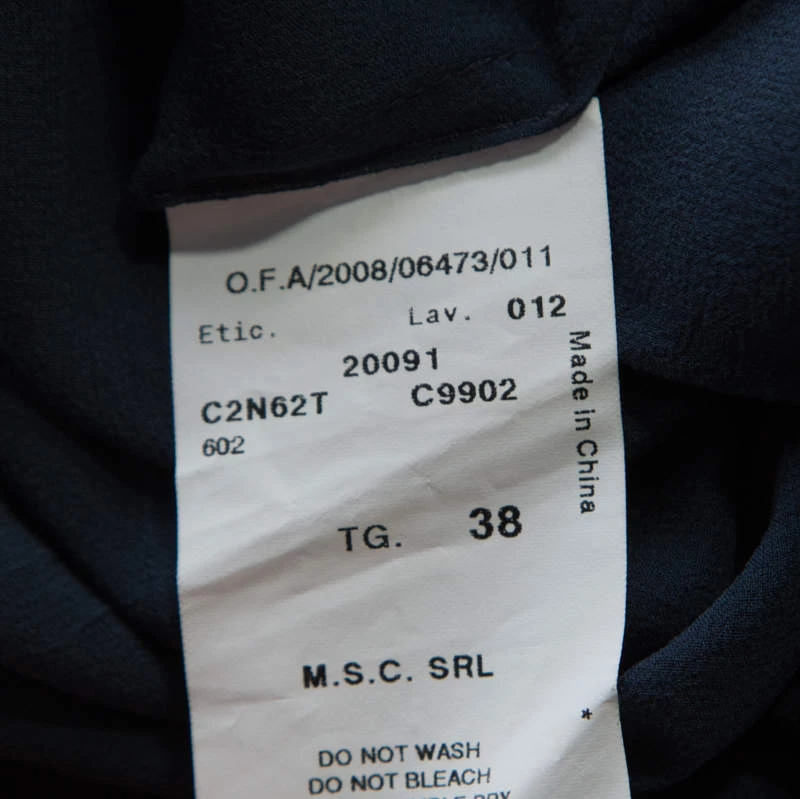 O.F.A/2008/06473/011
Etic. Lav. 012
20091
C2N62T C9902
602
Made in China
TG. 38
M.S.C. SRL
*
DO NOT WASH
DO NOT BLEACH
DRY